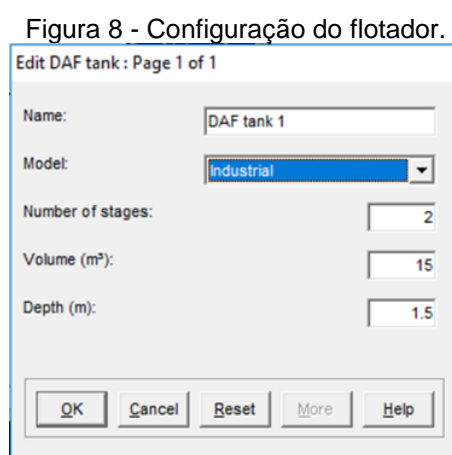 Figura 8 - Configuração do flotador.
Edit DAF tank : Page 1 of 1
Name: DAF tank 1
Model: Industrial
Number of stages: 2
Volume (m³): 15
Depth (m): 1.5
OK Cancel Reset More Help